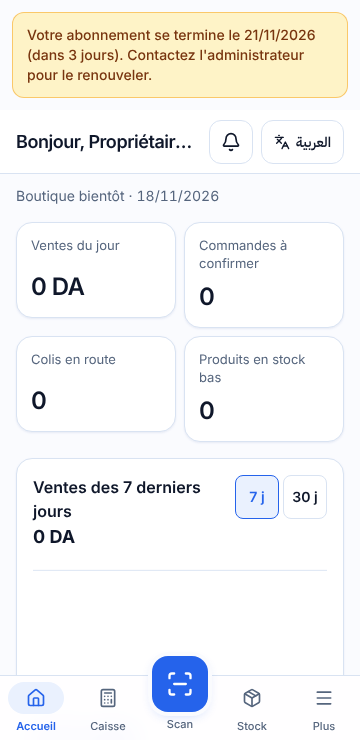 Votre abonnement se termine le 21/11/2026
(dans 3 jours). Contactez l'administrateur
pour le renouveler.
Bonjour, Propriétair...
العربية
Boutique bientôt · 18/11/2026
Ventes du jour
0 DA
Commandes à
confirmer
0
Colis en route
0
Produits en stock
bas
0
Ventes des 7 derniers
jours
0 DA
7 j
30 j
Accueil
Caisse
Scan
Stock
Plus